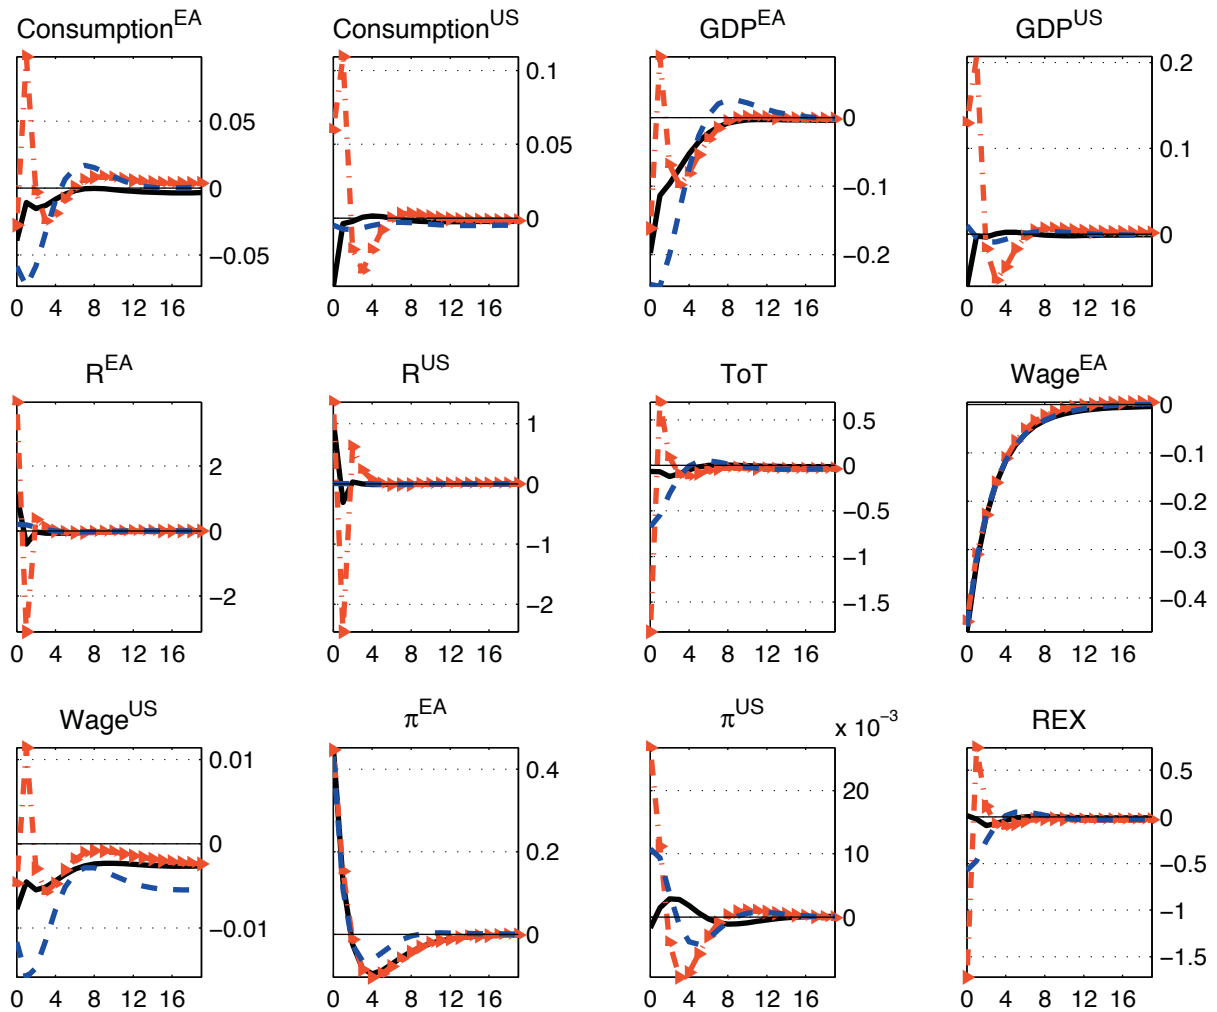 Consumption^EA Consumption^US GDP^EA GDP^US
0.05 0 −0.05
0.1 0.05 0
0 −0.1 −0.2
0.2 0.1 0
0 4 8 12 16 0 4 8 12 16 0 4 8 12 16 0 4 8 12 16
R^EA R^US ToT Wage^EA
2 0 −2
1 0 −1 −2
0.5 0 −0.5 −1 −1.5
0 −0.1 −0.2 −0.3 −0.4
0 4 8 12 16 0 4 8 12 16 0 4 8 12 16 0 4 8 12 16
Wage^US π^EA π^US REX
x 10^−3
0.01 0 −0.01
0.4 0.2 0
20 10 0
0.5 0 −0.5 −1 −1.5
0 4 8 12 16 0 4 8 12 16 0 4 8 12 16 0 4 8 12 16